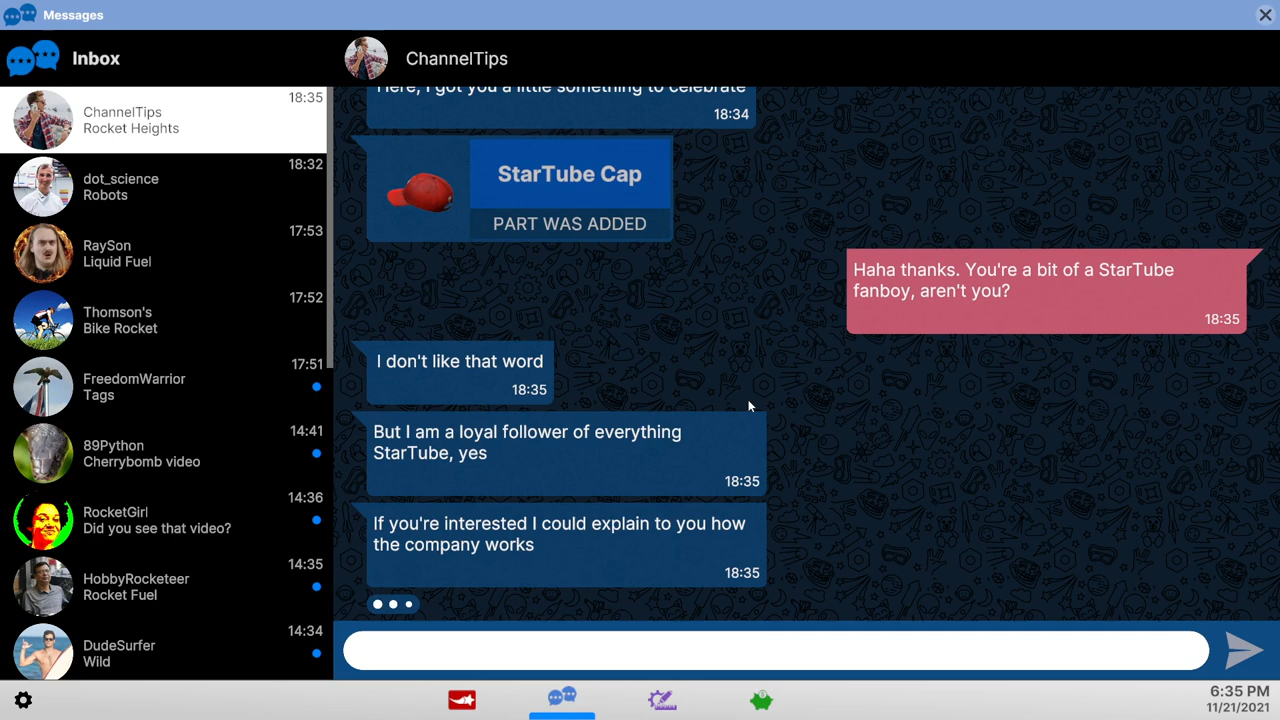 Messages
Inbox
ChannelTips
ChannelTips
Rocket Heights
18:35
dot_science
Robots
18:32
RaySon
Liquid Fuel
17:53
Thomson's
Bike Rocket
17:52
FreedomWarrior
Tags
17:51
89Python
Cherrybomb video
14:41
RocketGirl
Did you see that video?
14:36
HobbyRocketeer
Rocket Fuel
14:35
DudeSurfer
Wild
14:34
Here, I got you a little something to celebrate
18:34
StarTube Cap
PART WAS ADDED
Haha thanks. You're a bit of a StarTube
fanboy, aren't you?
18:35
I don't like that word
18:35
But I am a loyal follower of everything
StarTube, yes
18:35
If you're interested I could explain to you how
the company works
18:35
6:35 PM
11/21/2021